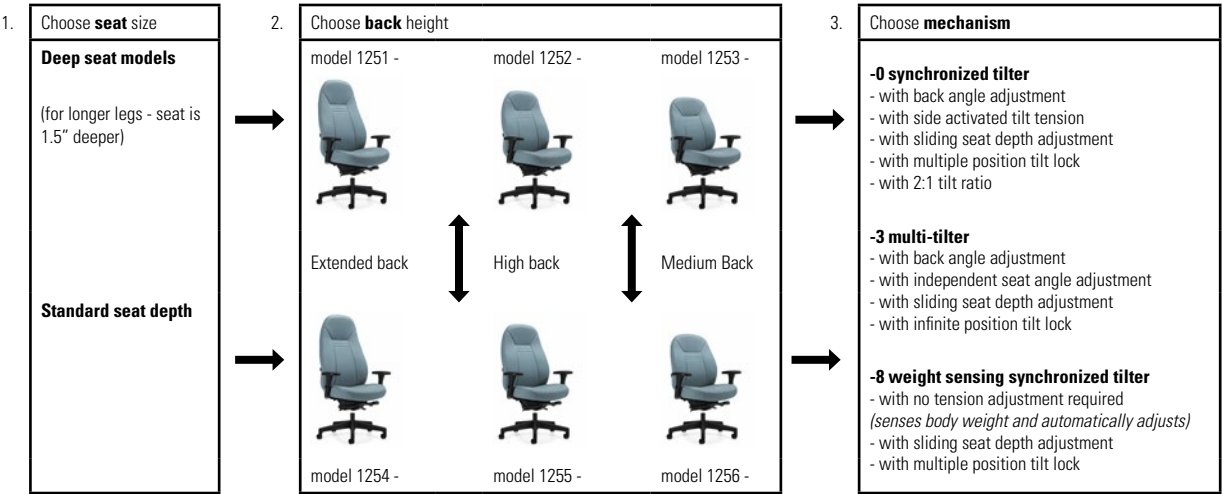 1.
Choose seat size
Deep seat models
(for longer legs - seat is
1.5" deeper)
Standard seat depth
2.
Choose back height
model 1251 -
model 1252 -
model 1253 -
Extended back
High back
Medium Back
model 1254 -
model 1255 -
model 1256 -
3.
Choose mechanism
-0 synchronized tilter
- with back angle adjustment
- with side activated tilt tension
- with sliding seat depth adjustment
- with multiple position tilt lock
- with 2:1 tilt ratio
-3 multi-tilter
- with back angle adjustment
- with independent seat angle adjustment
- with sliding seat depth adjustment
- with infinite position tilt lock
-8 weight sensing synchronized tilter
- with no tension adjustment required
(senses body weight and automatically adjusts)
- with sliding seat depth adjustment
- with multiple position tilt lock